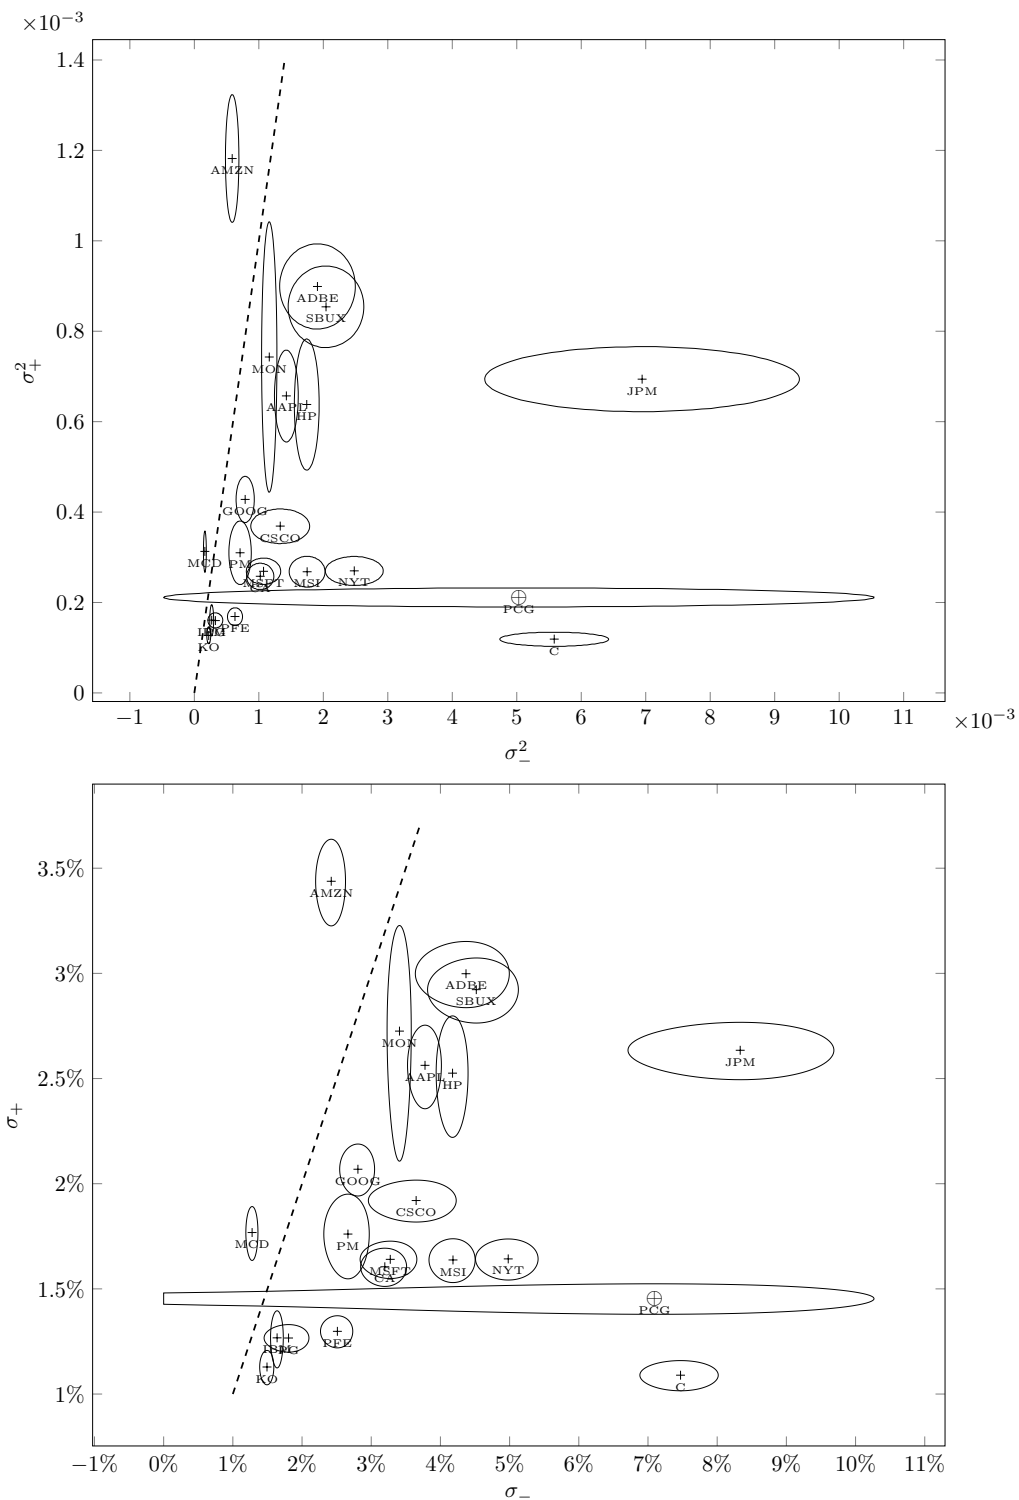 ×10⁻³
1.4
1.2
1
0.8
0.6
0.4
0.2
0
σ²₊
AMZN
ADBE
SBUX
MON
AAPL
HP
JPM
GOOG
CSCO
MCD
PM
MSFT
CA
MSI
NYT
PCG
PFE
IBM
PG
KO
C
−1 0 1 2 3 4 5 6 7 8 9 10 11
×10⁻³
σ²₋
3.5%
3%
2.5%
2%
1.5%
1%
σ₊
AMZN
ADBE
SBUX
MON
AAPL
HP
JPM
GOOG
CSCO
MCD
PM
MSFT
CA
MSI
NYT
PCG
PFE
IBM
PG
KO
C
−1% 0% 1% 2% 3% 4% 5% 6% 7% 8% 9% 10% 11%
σ₋